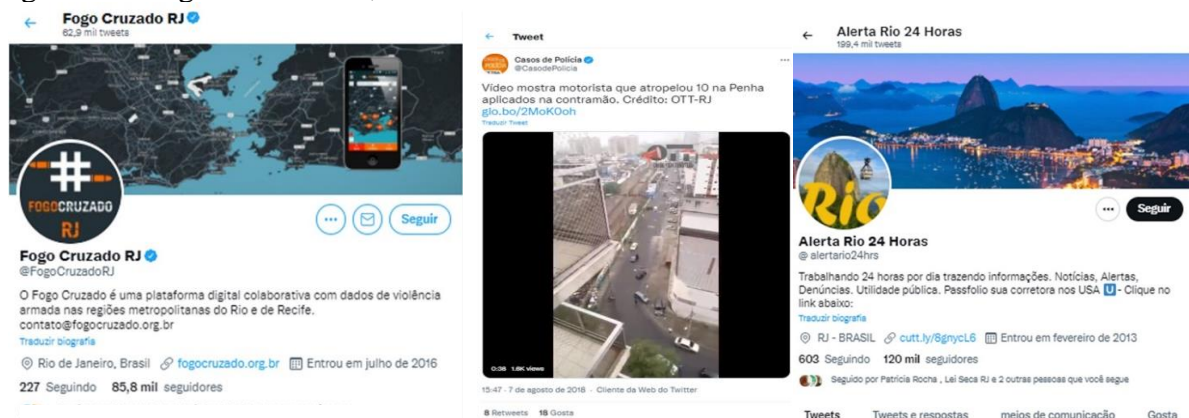 Fogo Cruzado RJ
62,9 mil tweets
FOGOCRUZADO
RJ
Seguir
Fogo Cruzado RJ
@FogoCruzadoRJ
O Fogo Cruzado é uma plataforma digital colaborativa com dados de violência
armada nas regiões metropolitanas do Rio e de Recife.
contato@fogocruzado.org.br
Traduzir biografia
Rio de Janeiro, Brasil fogocruzado.org.br Entrou em julho de 2016
227 Seguindo 85,8 mil seguidores
Tweet
Casos de Polícia
@CasodePolicia
Vídeo mostra motorista que atropelou 10 na Penha
aplicados na contramão. Crédito: OTT-RJ
glo.bo/2MoK0oh
Traduzir Tweet
0:38 1.6K views
15:47 · 7 de agosto de 2018 · Cliente da Web do Twitter
8 Retweets 18 Gosta
Alerta Rio 24 Horas
199,4 mil tweets
Rio
Seguir
Alerta Rio 24 Horas
@alertario24hrs
Trabalhando 24 horas por dia trazendo informações. Notícias, Alertas,
Denúncias. Utilidade pública. Passfolio sua corretora nos USA U - Clique no
link abaixo:
Traduzir biografia
RJ - BRASIL cutt.ly/8gnycL6 Entrou em fevereiro de 2013
603 Seguindo 120 mil seguidores
Seguido por Patricia Rocha , Lei Seca RJ e 2 outras pessoas que você segue
Tweets Tweets e respostas meios de comunicação Gosta